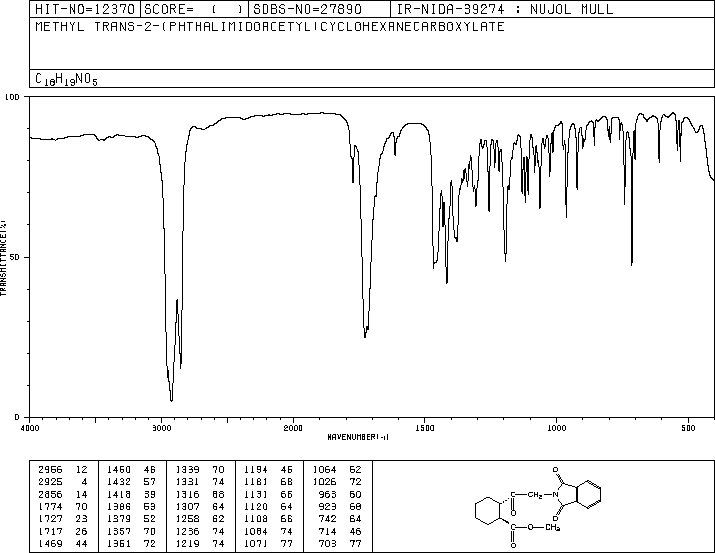 HIT-NO=12370 SCORE= ( ) SDBS-NO=27890 IR-NIDA-39274 : NUJOL MULL
METHYL TRANS-2-(PHTHALIMIDOACETYL)CYCLOHEXANECARBOXYLATE
C18H19NO5
100
50
0
TRANSMITTANCE(%)
4000 3000 2000 1500 1000 500
WAVENUMBER(-1)
2966 12 1460 46 1339 70 1194 46 1064 62
2925 4 1432 57 1331 74 1181 68 1026 72
2856 14 1418 39 1316 68 1131 66 963 60
1774 70 1386 59 1307 64 1120 64 923 68
1727 23 1379 52 1258 62 1108 66 742 64
1717 26 1357 70 1236 74 1084 74 714 46
1469 44 1351 72 1219 74 1071 77 703 77
O
C CH2 N
O
O
C O CH3
O